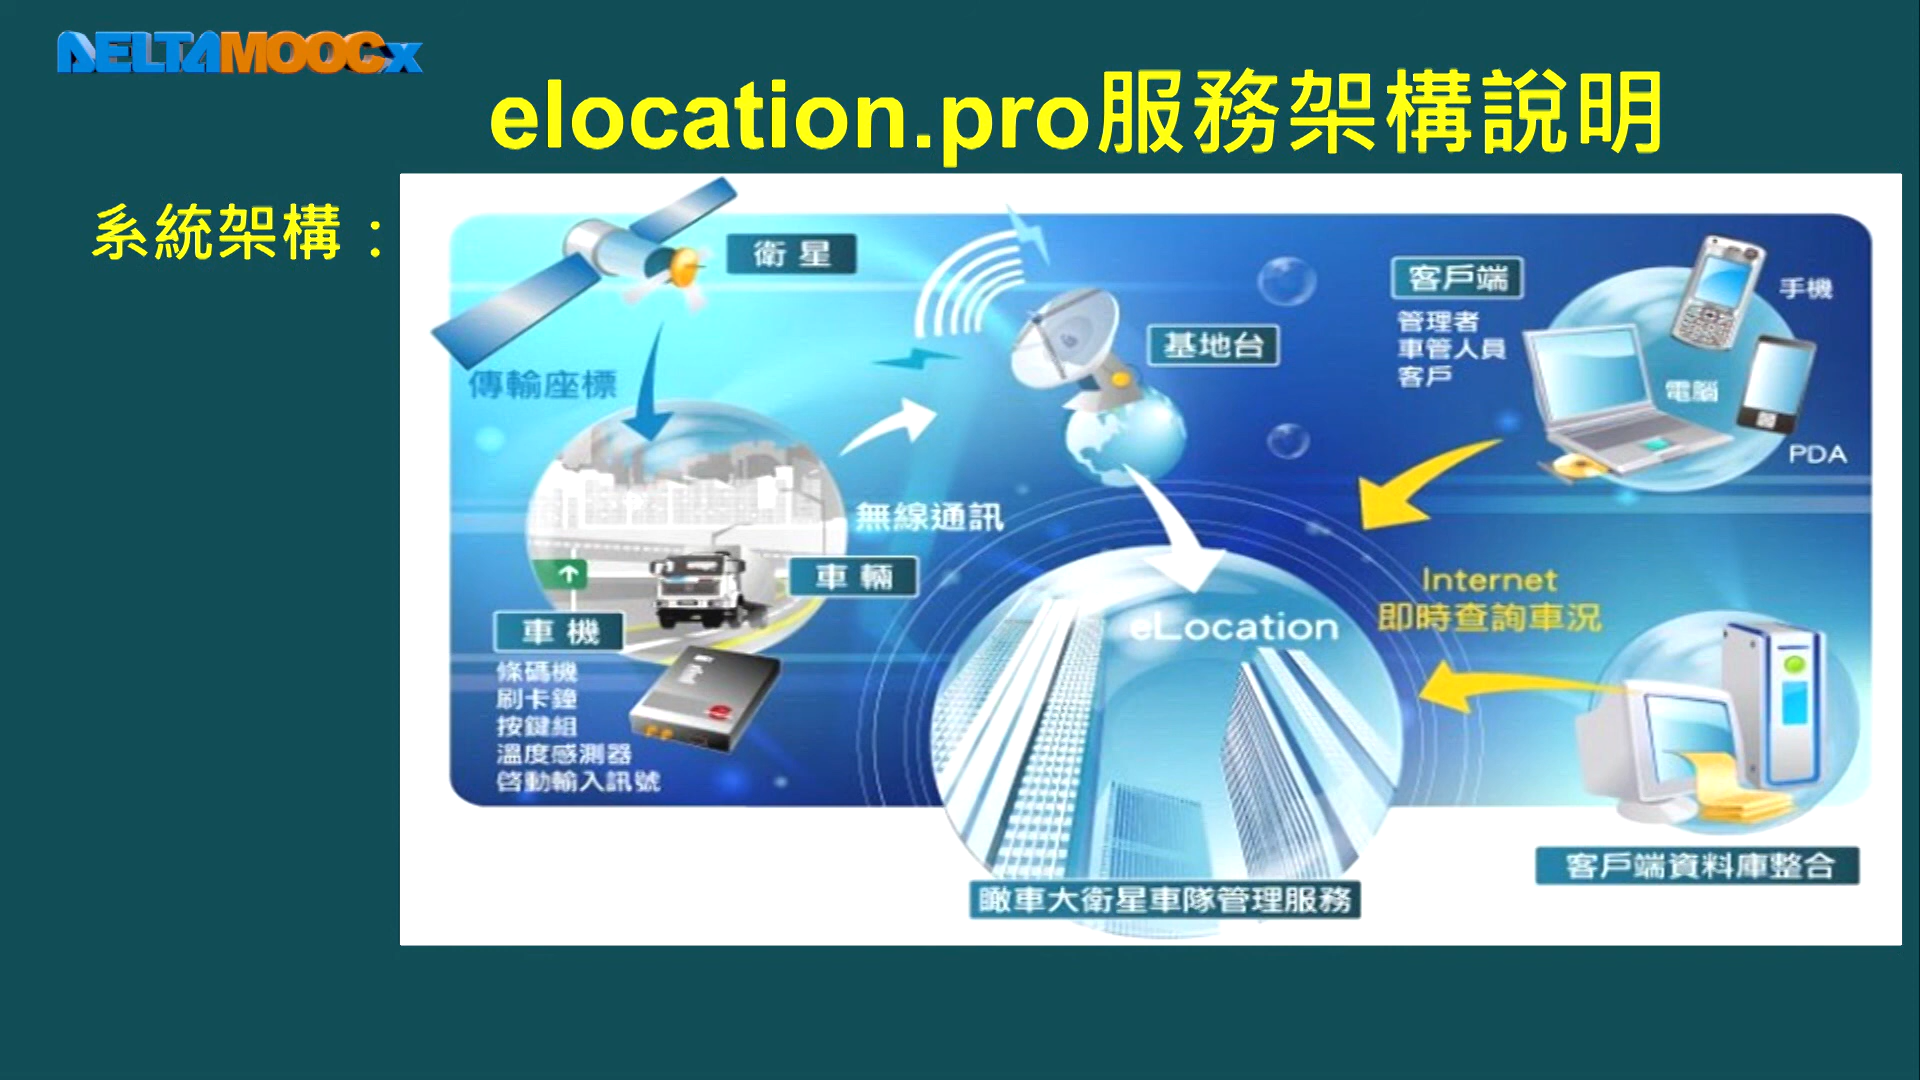 DELTAMOOCx
elocation.pro服務架構說明
系統架構：
衛星
傳輸座標
基地台
客戶端
管理者
車管人員
客戶
手機
電腦
PDA
無線通訊
車輛
車機
條碼機
刷卡鐘
按鍵組
溫度感測器
啓動輸入訊號
eLocation
Internet
即時查詢車況
瞰車大衛星車隊管理服務
客戶端資料庫整合